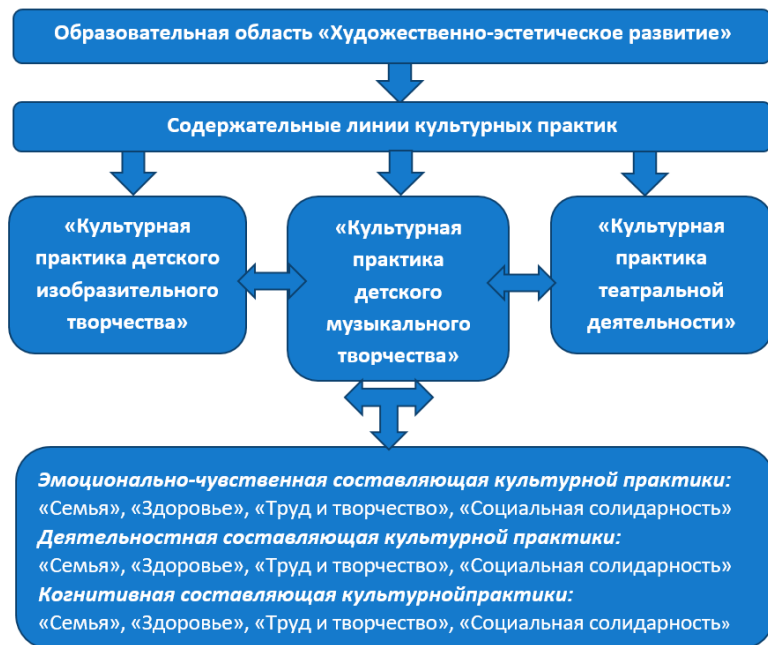 Образовательная область «Художественно-эстетическое развитие»
Содержательные линии культурных практик
«Культурная
практика детского
изобразительного
творчества»
«Культурная
практика
детского
музыкального
творчества»
«Культурная
практика
театральной
деятельности»
Эмоционально-чувственная составляющая культурной практики:
«Семья», «Здоровье», «Труд и творчество», «Социальная солидарность»
Деятельностная составляющая культурной практики:
«Семья», «Здоровье», «Труд и творчество», «Социальная солидарность»
Когнитивная составляющая культурнойпрактики:
«Семья», «Здоровье», «Труд и творчество», «Социальная солидарность»